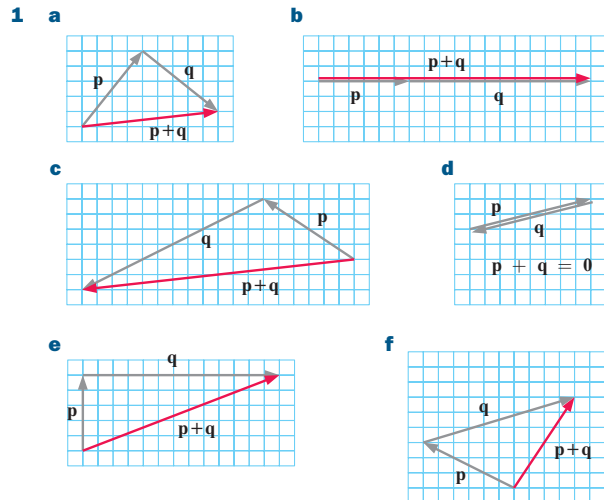 1 a b
p q p+q
p+q p q
c d
p q p+q
p q
p + q = 0
e f
q p p+q
q p p+q